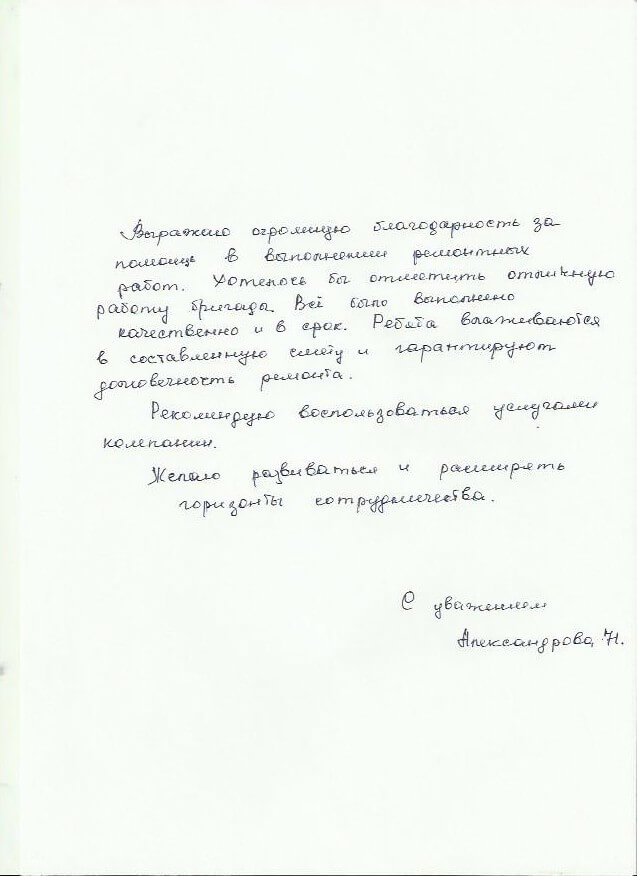 Выражаю огромную благодарность за
помощь в выполнении ремонтных
работ. Хотелось бы отметить отличную
работу бригады. Всё было выполнено
качественно и в срок. Ребята влаживаются
в составленную смету и гарантируют
долговечность ремонта.
Рекомендую воспользоваться услугами
компании.
Желаю развиваться и расширять
горизонты сотрудничества.
С уважением
Александрова Н.